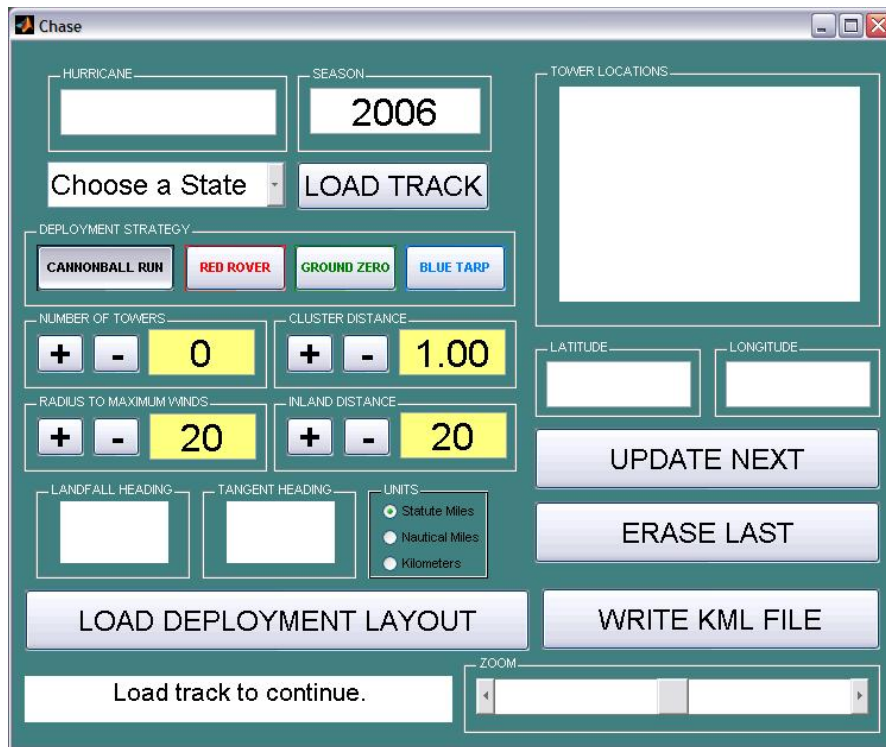 Chase
HURRICANE
SEASON
2006
Choose a State
LOAD TRACK
DEPLOYMENT STRATEGY
CANNONBALL RUN
RED ROVER
GROUND ZERO
BLUE TARP
NUMBER OF TOWERS
+ - 0
CLUSTER DISTANCE
+ - 1.00
RADIUS TO MAXIMUM WINDS
+ - 20
INLAND DISTANCE
+ - 20
LANDFALL HEADING
TANGENT HEADING
UNITS
Statute Miles
Nautical Miles
Kilometers
LOAD DEPLOYMENT LAYOUT
Load track to continue.
TOWER LOCATIONS
LATITUDE
LONGITUDE
UPDATE NEXT
ERASE LAST
WRITE KML FILE
ZOOM